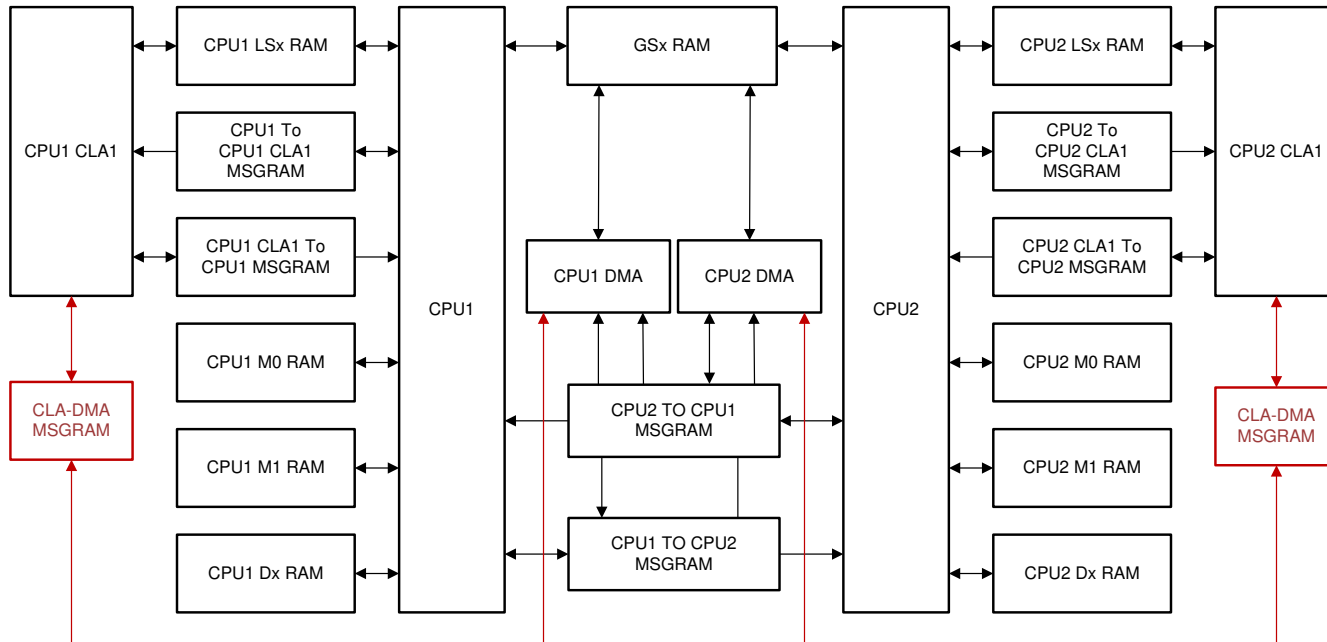 CPU1 CLA1
CPU1 LSx RAM
CPU1 To
CPU1 CLA1
MSGRAM
CPU1 CLA1 To
CPU1 MSGRAM
CPU1 M0 RAM
CPU1 M1 RAM
CPU1 Dx RAM
CLA-DMA
MSGRAM
CPU1
GSx RAM
CPU1 DMA
CPU2 DMA
CPU2 TO CPU1
MSGRAM
CPU1 TO CPU2
MSGRAM
CPU2
CPU2 LSx RAM
CPU2 To
CPU2 CLA1
MSGRAM
CPU2 CLA1 To
CPU2 MSGRAM
CPU2 M0 RAM
CPU2 M1 RAM
CPU2 Dx RAM
CPU2 CLA1
CLA-DMA
MSGRAM